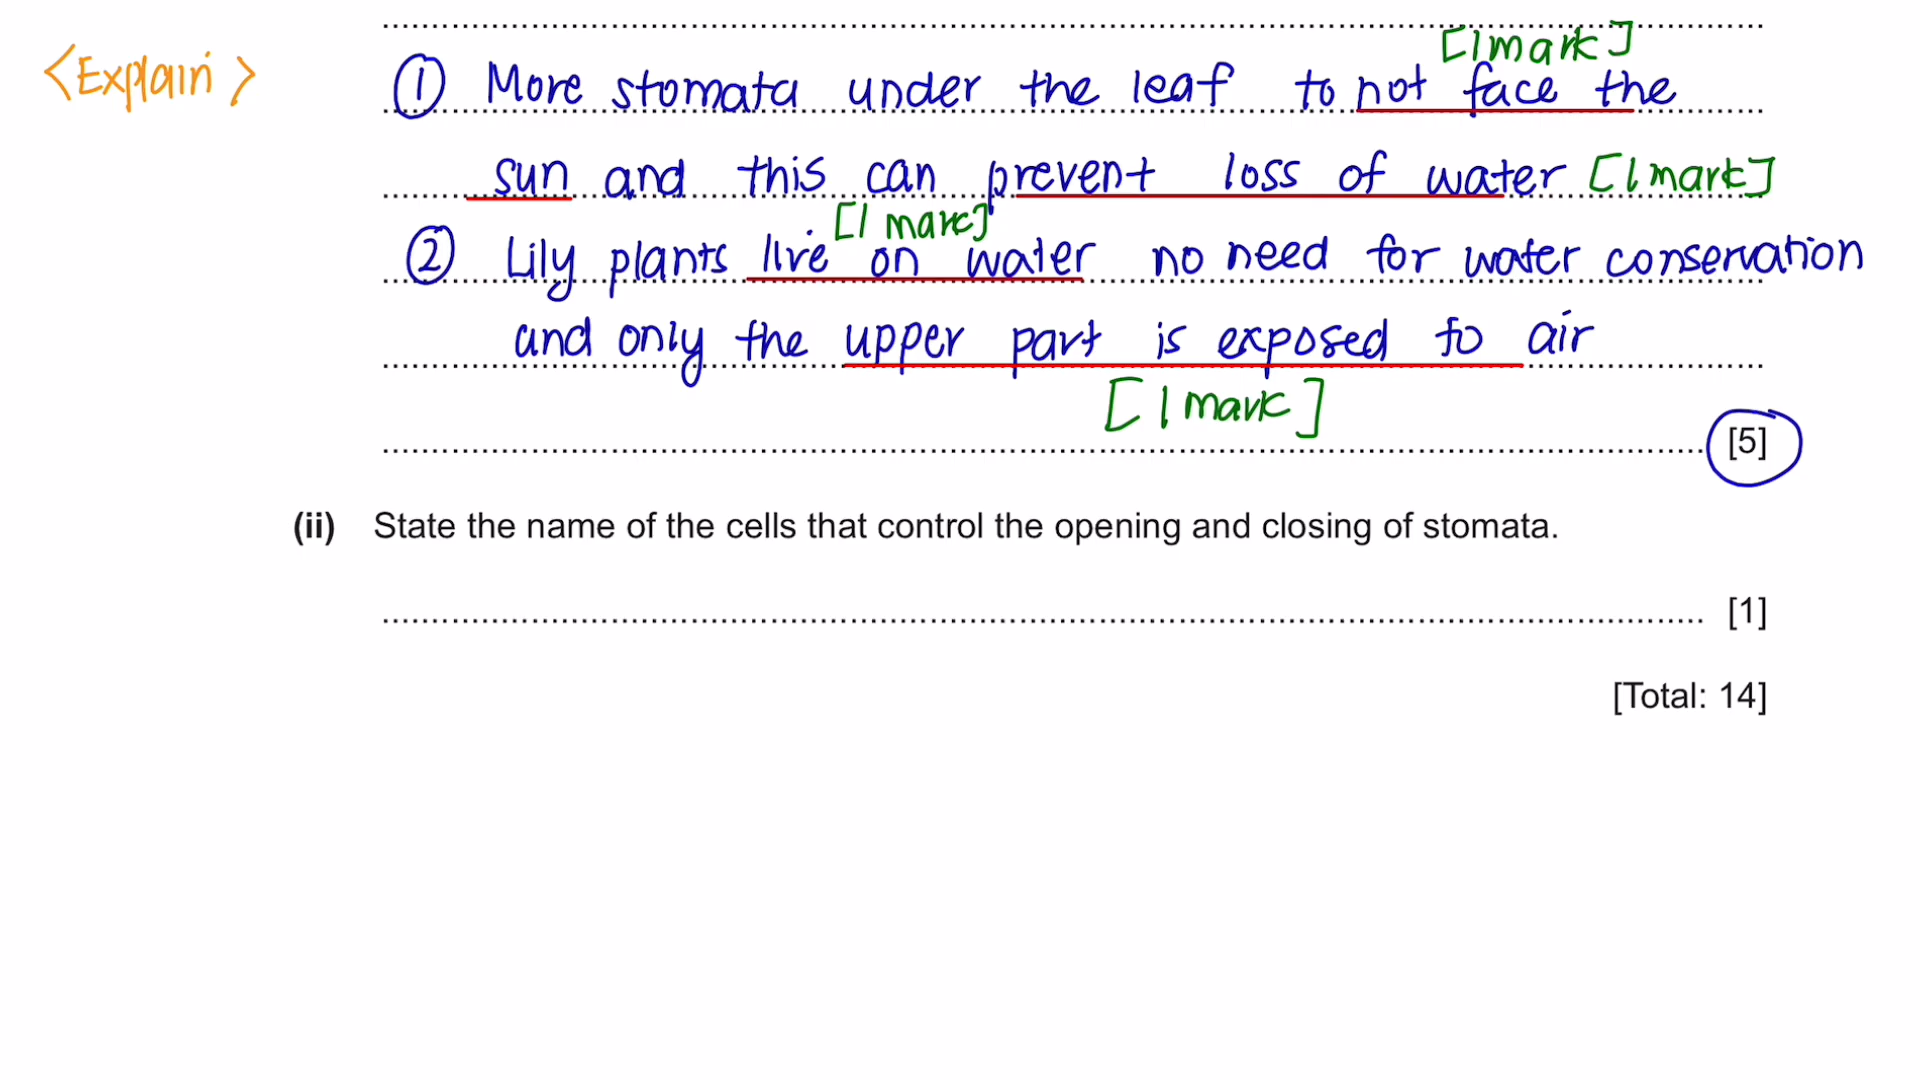 [1 mark]
<Explain> ① More stomata under the leaf to not face the
sun and this can prevent loss of water [1 mark]
[1 mark]
② Lily plants live on water no need for water conservation
and only the upper part is exposed to air
[1 mark]
[5]
(ii) State the name of the cells that control the opening and closing of stomata.
[1]
[Total: 14]